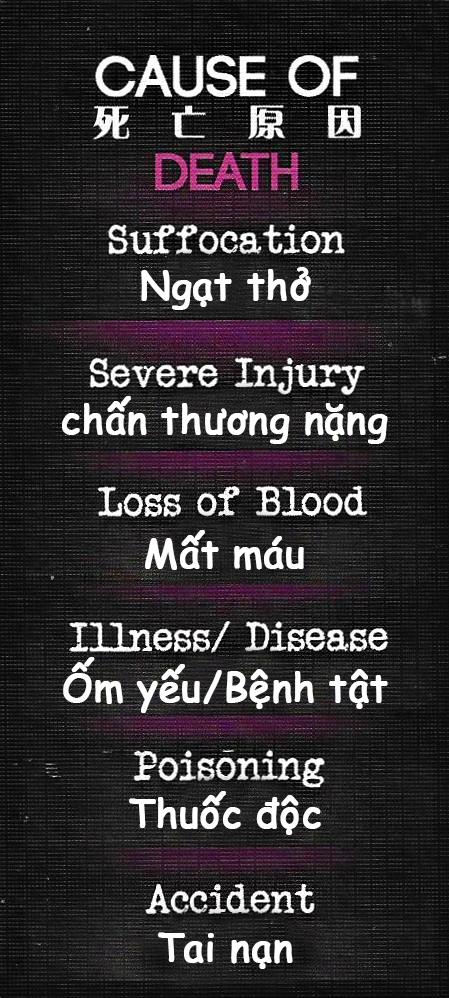 CAUSE OF
死亡原因
DEATH
Suffocation
Ngạt thở
Severe Injury
chấn thương nặng
Loss of Blood
Mất máu
Illness/ Disease
Ốm yếu/Bệnh tật
Poisoning
Thuốc độc
Accident
Tai nạn